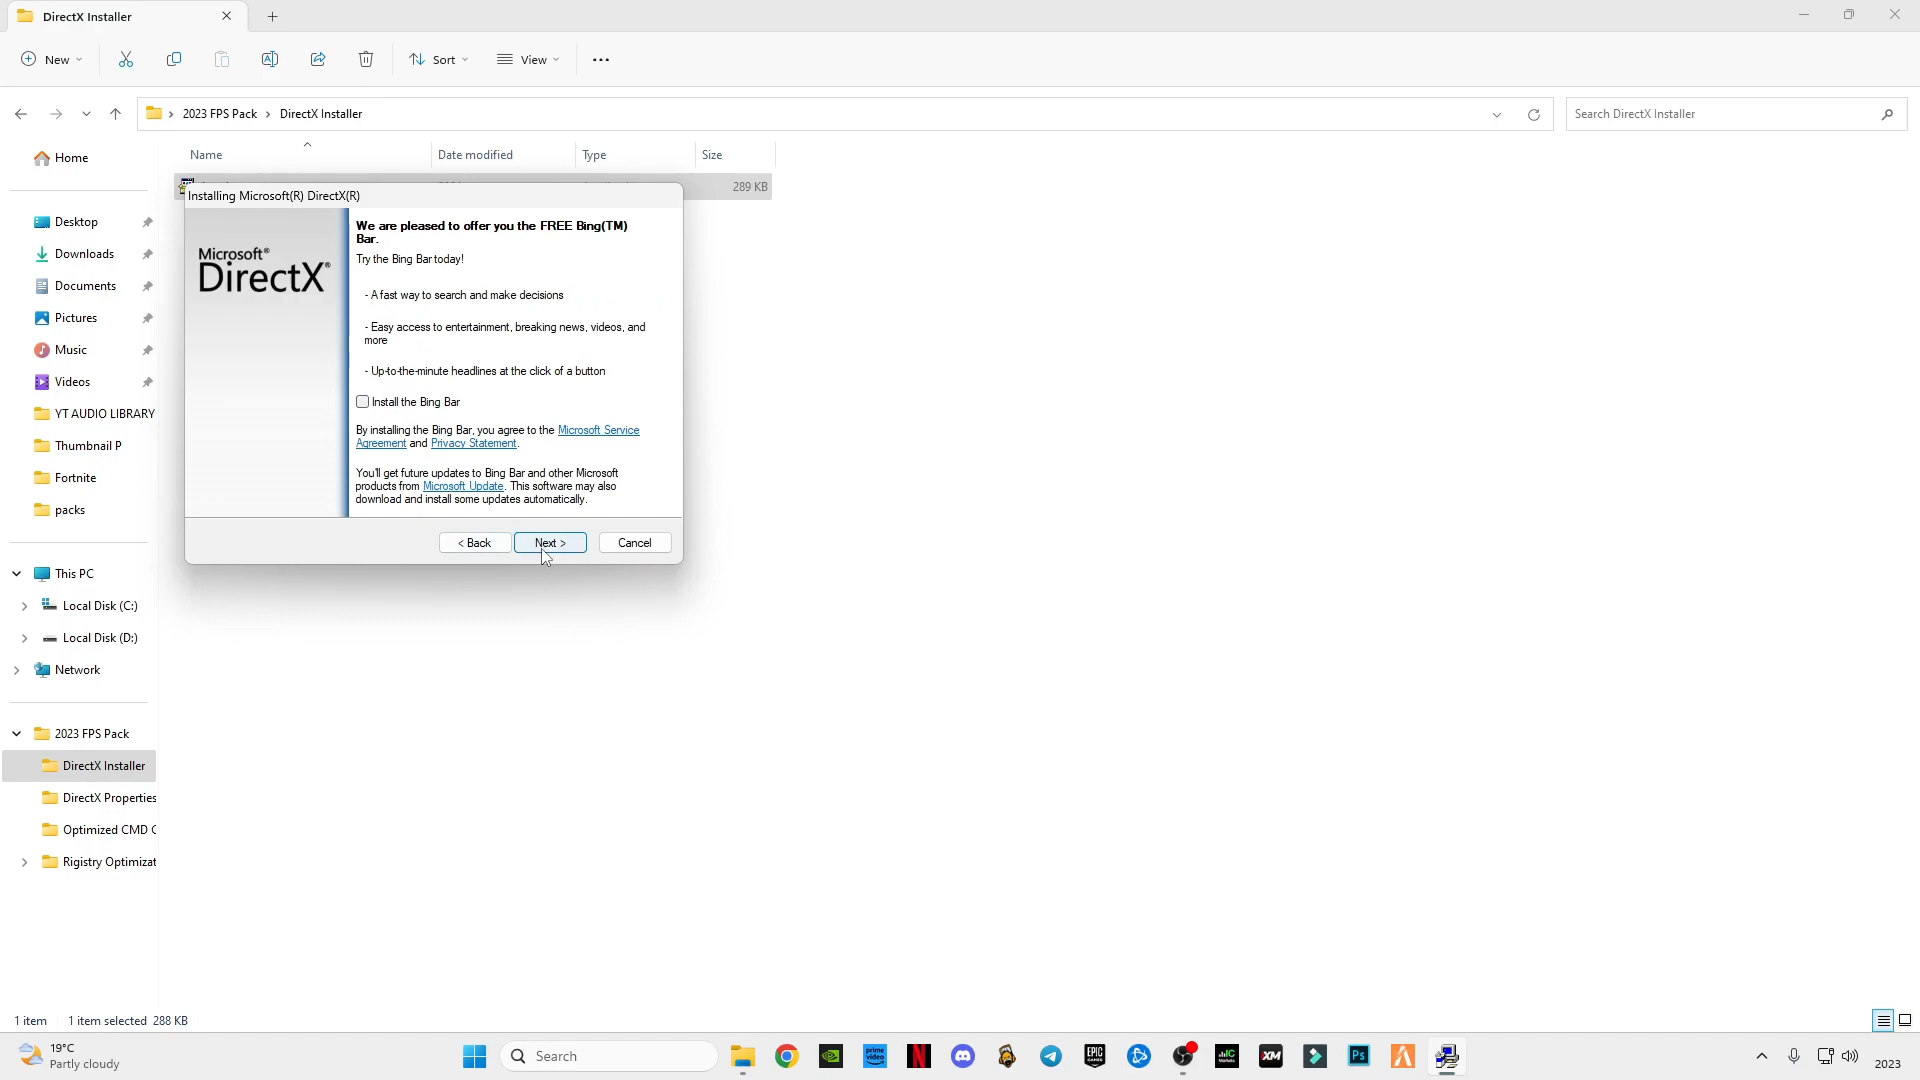 DirectX Installer
New
Sort
View
2023 FPS Pack
DirectX Installer
Search DirectX Installer
Name
Date modified
Type
Size
289 KB
Home
Desktop
Downloads
Documents
Pictures
Music
Videos
YT AUDIO LIBRARY
Thumbnail P
Fortnite
packs
This PC
Local Disk (C:)
Local Disk (D:)
Network
2023 FPS Pack
DirectX Installer
DirectX Properties
Optimized CMD C
Rigistry Optimizat
Installing Microsoft(R) DirectX(R)
Microsoft®
DirectX®
We are pleased to offer you the FREE Bing(TM)
Bar.
Try the Bing Bar today!
- A fast way to search and make decisions
- Easy access to entertainment, breaking news, videos, and
more
- Up-to-the-minute headlines at the click of a button
Install the Bing Bar
By installing the Bing Bar, you agree to the Microsoft Service
Agreement and Privacy Statement.
You'll get future updates to Bing Bar and other Microsoft
products from Microsoft Update. This software may also
download and install some updates automatically.
< Back
Next >
Cancel
1 item
1 item selected 288 KB
19°C
Partly cloudy
Search
prime video
EPIC GAMES
IC Markets
XM
Ps
2023